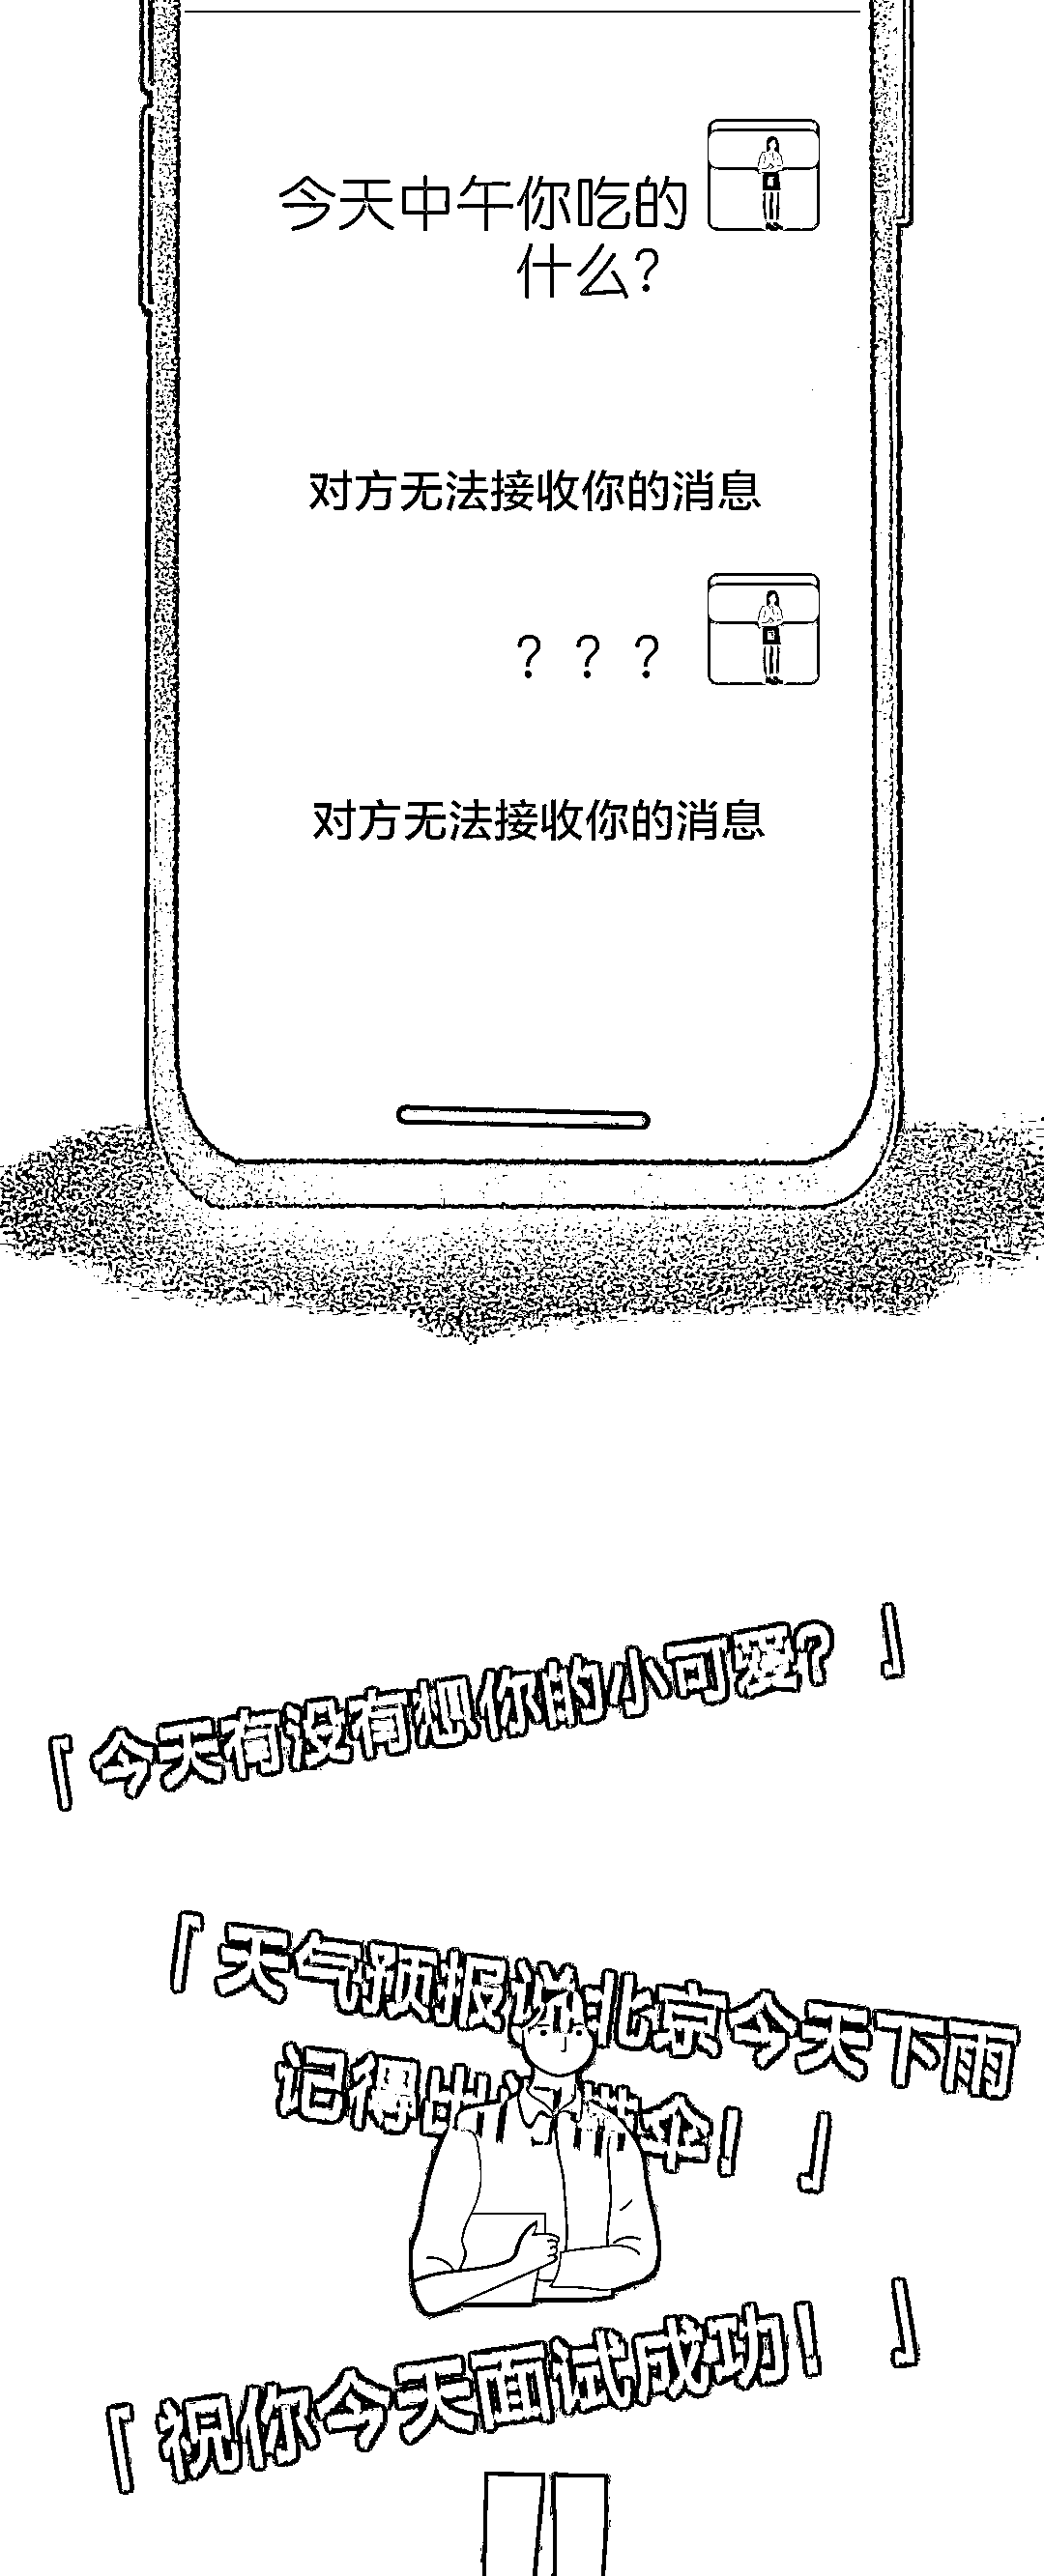 今天中午你吃的
什么?
对方无法接收你的消息
? ? ?
对方无法接收你的消息
「今天有没有想你的小可爱? 」
「天气预报说北京今天下雨
记得出 带伞! 」
「祝你今天面试成功! 」